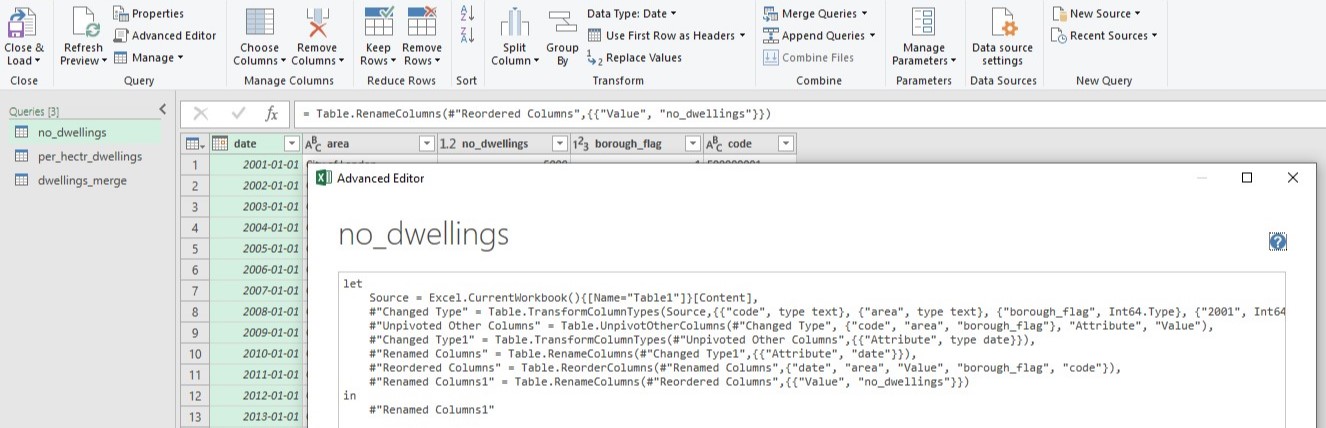 Close & Load
Refresh Preview
Properties
Advanced Editor
Manage
Choose Columns
Remove Columns
Keep Rows
Remove Rows
Split Column
Group By
Data Type: Date
Use First Row as Headers
Replace Values
Merge Queries
Append Queries
Combine Files
Manage Parameters
Data source settings
New Source
Recent Sources
Close
Query
Manage Columns
Reduce Rows
Sort
Transform
Combine
Parameters
Data Sources
New Query
Queries [3]
no_dwellings
per_hectr_dwellings
dwellings_merge
fx
= Table.RenameColumns(#"Reordered Columns",{{"Value", "no_dwellings"}})
date
ABC area
1.2 no_dwellings
123 borough_flag
ABC code
1 2001-01-01
2 2002-01-01
3 2003-01-01
4 2004-01-01
5 2005-01-01
6 2006-01-01
7 2007-01-01
8 2008-01-01
9 2009-01-01
10 2010-01-01
11 2011-01-01
12 2012-01-01
13 2013-01-01
Advanced Editor
no_dwellings
let
Source = Excel.CurrentWorkbook(){[Name="Table1"]}[Content],
#"Changed Type" = Table.TransformColumnTypes(Source,{{"code", type text}, {"area", type text}, {"borough_flag", Int64.Type}, {"2001", Int64
#"Unpivoted Other Columns" = Table.UnpivotOtherColumns(#"Changed Type", {"code", "area", "borough_flag"}, "Attribute", "Value"),
#"Changed Type1" = Table.TransformColumnTypes(#"Unpivoted Other Columns",{{"Attribute", type date}}),
#"Renamed Columns" = Table.RenameColumns(#"Changed Type1",{{"Attribute", "date"}}),
#"Reordered Columns" = Table.ReorderColumns(#"Renamed Columns",{"date", "area", "Value", "borough_flag", "code"}),
#"Renamed Columns1" = Table.RenameColumns(#"Reordered Columns",{{"Value", "no_dwellings"}})
in
#"Renamed Columns1"